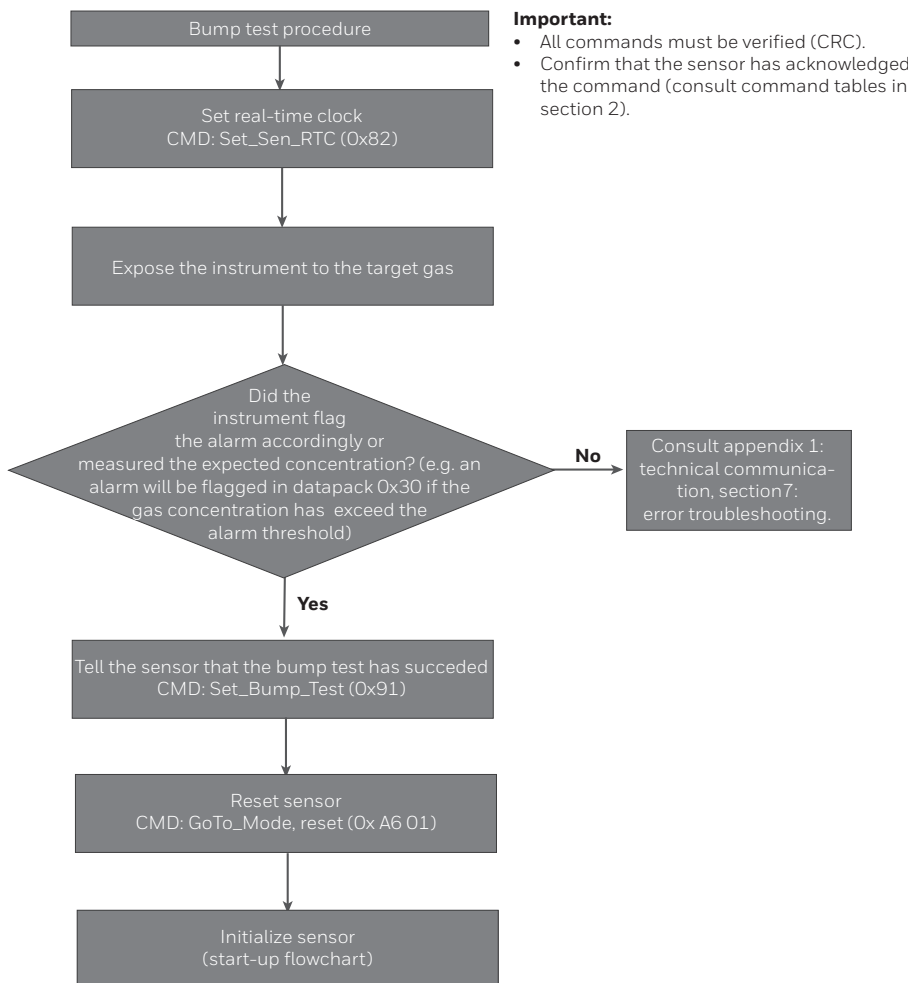 Bump test procedure
Important:
• All commands must be verified (CRC).
• Confirm that the sensor has acknowledged
the command (consult command tables in
section 2).
Set real-time clock
CMD: Set_Sen_RTC (0x82)
Expose the instrument to the target gas
Did the
instrument flag
the alarm accordingly or
measured the expected concentration? (e.g. an
alarm will be flagged in datapack 0x30 if the
gas concentration has exceed the
alarm threshold)
No
Consult appendix 1:
technical communica-
tion, section7:
error troubleshooting.
Yes
Tell the sensor that the bump test has succeded
CMD: Set_Bump_Test (0x91)
Reset sensor
CMD: GoTo_Mode, reset (0x A6 01)
Initialize sensor
(start-up flowchart)